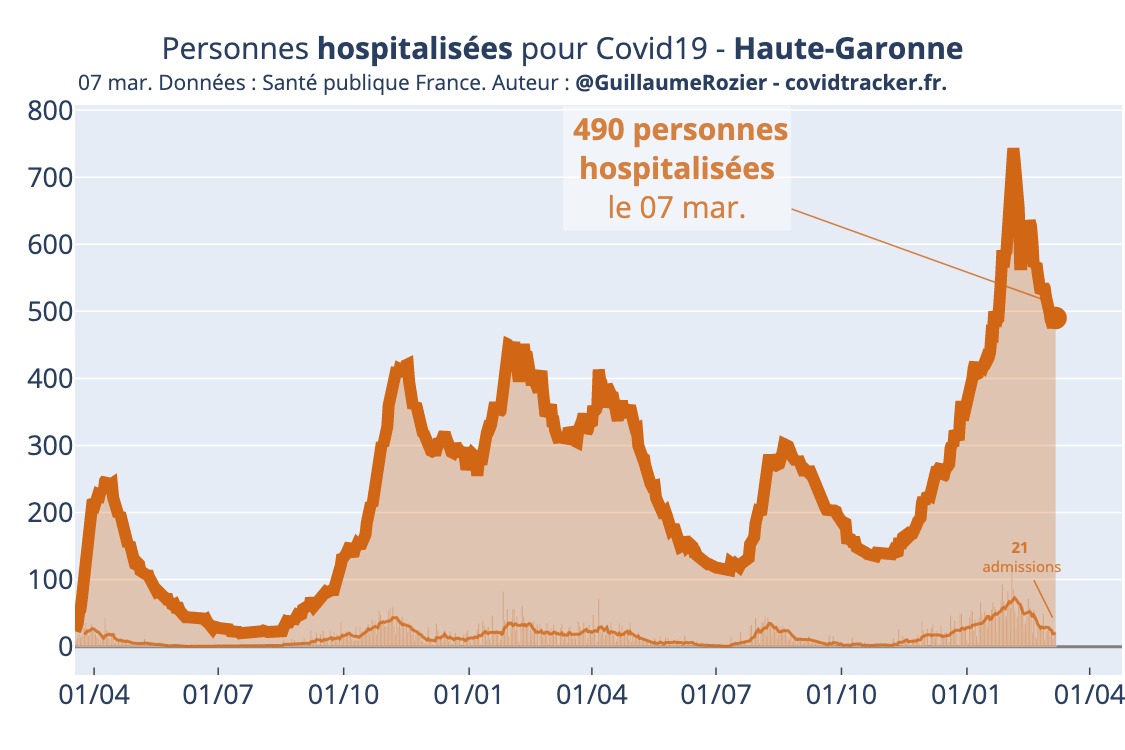 Personnes hospitalisées pour Covid19 - Haute-Garonne
07 mar. Données : Santé publique France. Auteur : @GuillaumeRozier - covidtracker.fr.
800
490 personnes
hospitalisées
le 07 mar.
700
600
500
400
300
200
100
0
21
admissions
01/04 01/07 01/10 01/01 01/04 01/07 01/10 01/01 01/04